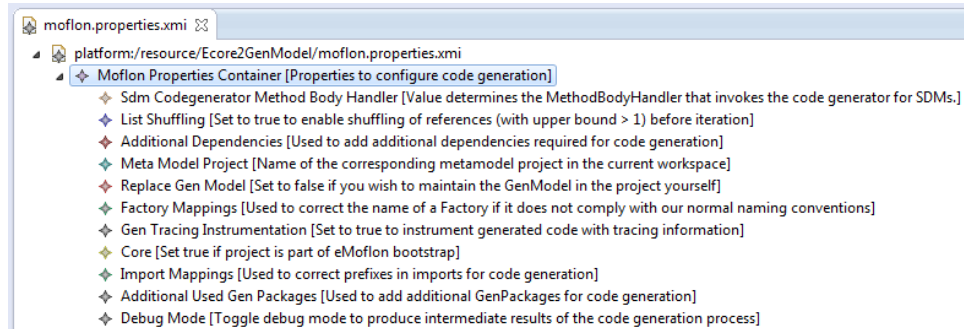 moflon.properties.xmi
platform:/resource/Ecore2GenModel/moflon.properties.xmi
Moflon Properties Container [Properties to configure code generation]
Sdm Codegenerator Method Body Handler [Value determines the MethodBodyHandler that invokes the code generator for SDMs.]
List Shuffling [Set to true to enable shuffling of references (with upper bound > 1) before iteration]
Additional Dependencies [Used to add additional dependencies required for code generation]
Meta Model Project [Name of the corresponding metamodel project in the current workspace]
Replace Gen Model [Set to false if you wish to maintain the GenModel in the project yourself]
Factory Mappings [Used to correct the name of a Factory if it does not comply with our normal naming conventions]
Gen Tracing Instrumentation [Set to true to instrument generated code with tracing information]
Core [Set true if project is part of eMoflon bootstrap]
Import Mappings [Used to correct prefixes in imports for code generation]
Additional Used Gen Packages [Used to add additional GenPackages for code generation]
Debug Mode [Toggle debug mode to produce intermediate results of the code generation process]